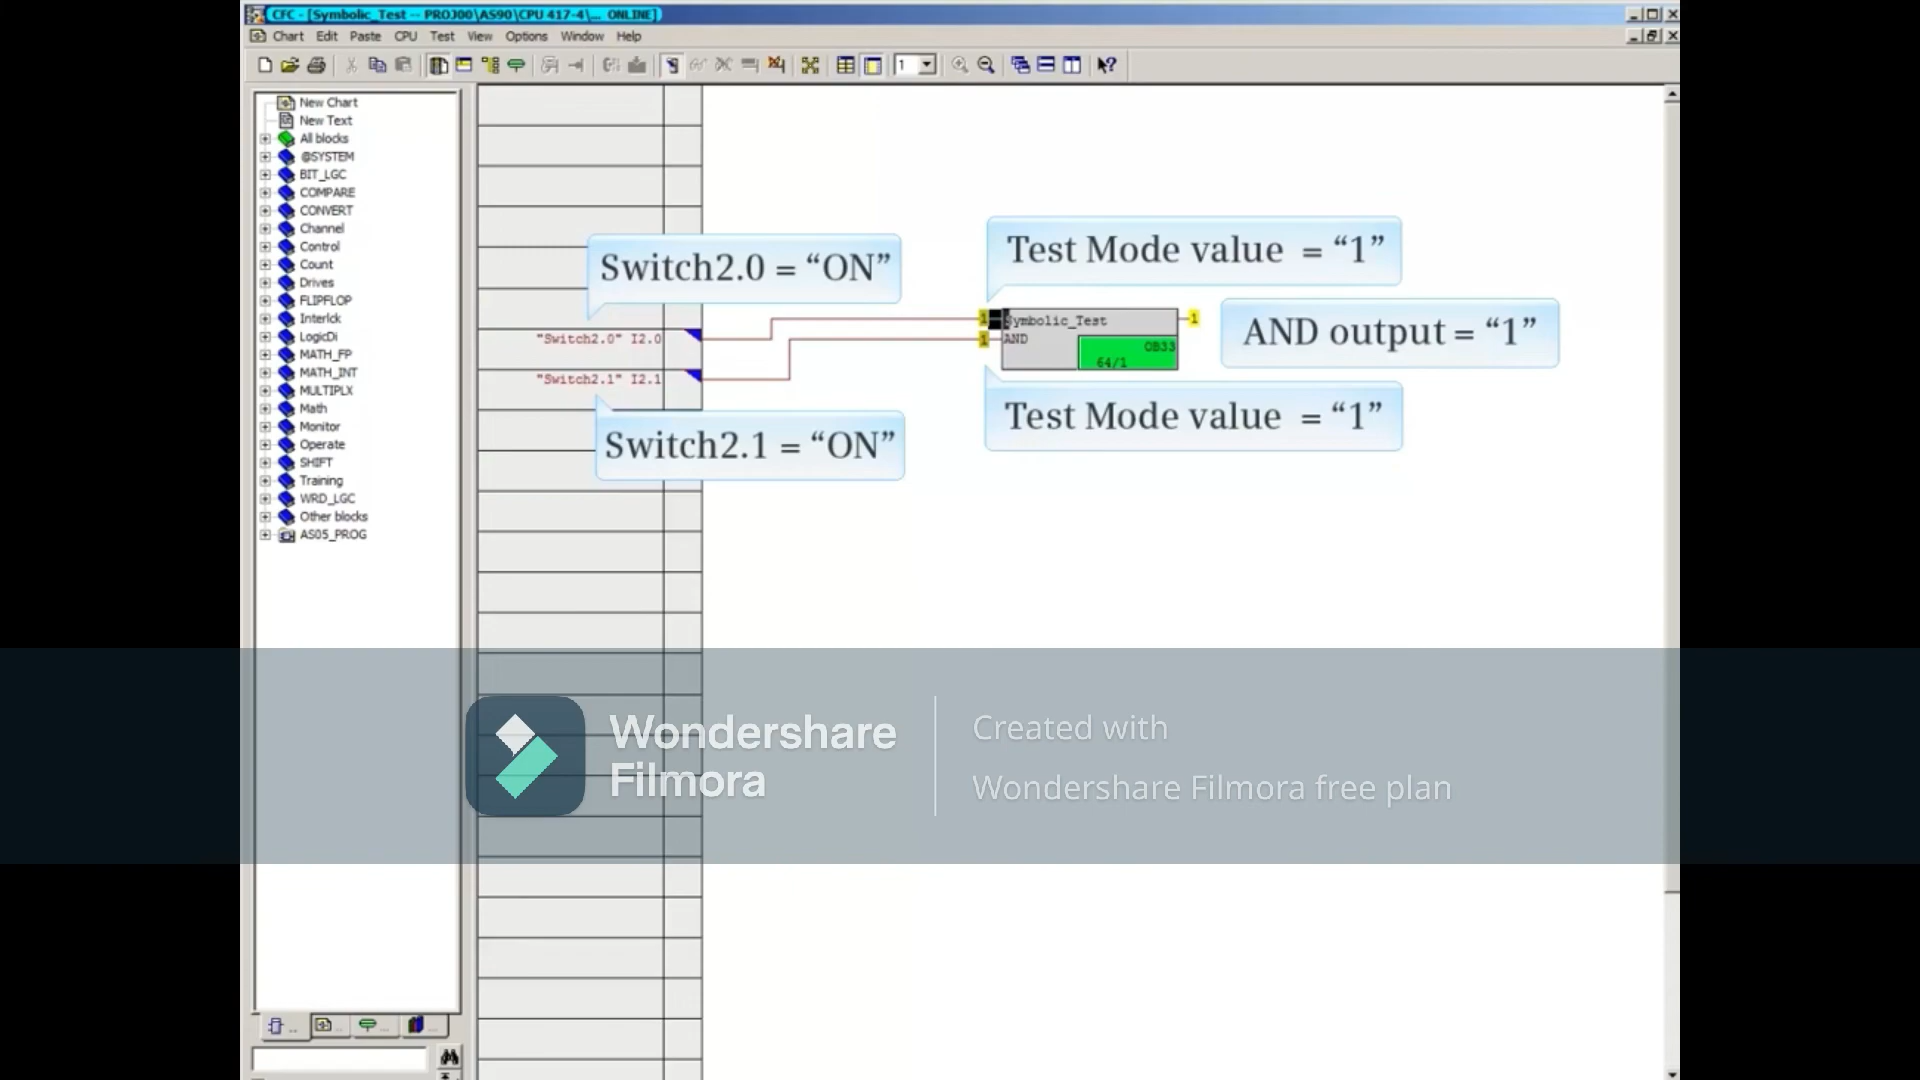 CFC - [Symbolic_Test -- PROJ00\AS90\CPU 417-4\... ONLINE]
Chart Edit Paste CPU Test View Options Window Help
1
New Chart
New Text
All blocks
@SYSTEM
BIT_LGC
COMPARE
CONVERT
Channel
Control
Count
Drives
FLIPFLOP
Interlck
LogicDi
MATH_FP
MATH_INT
MULTIPLX
Math
Monitor
Operate
SHIFT
Training
WRD_LGC
Other blocks
AS05_PROG
Switch2.0 = “ON”
Test Mode value = “1”
"Switch2.0" I2.0
1
Symbolic_Test
1
AND output = “1”
1
AND
OB33
64/1
"Switch2.1" I2.1
Switch2.1 = “ON”
Test Mode value = “1”
Wondershare
Filmora
Created with
Wondershare Filmora free plan